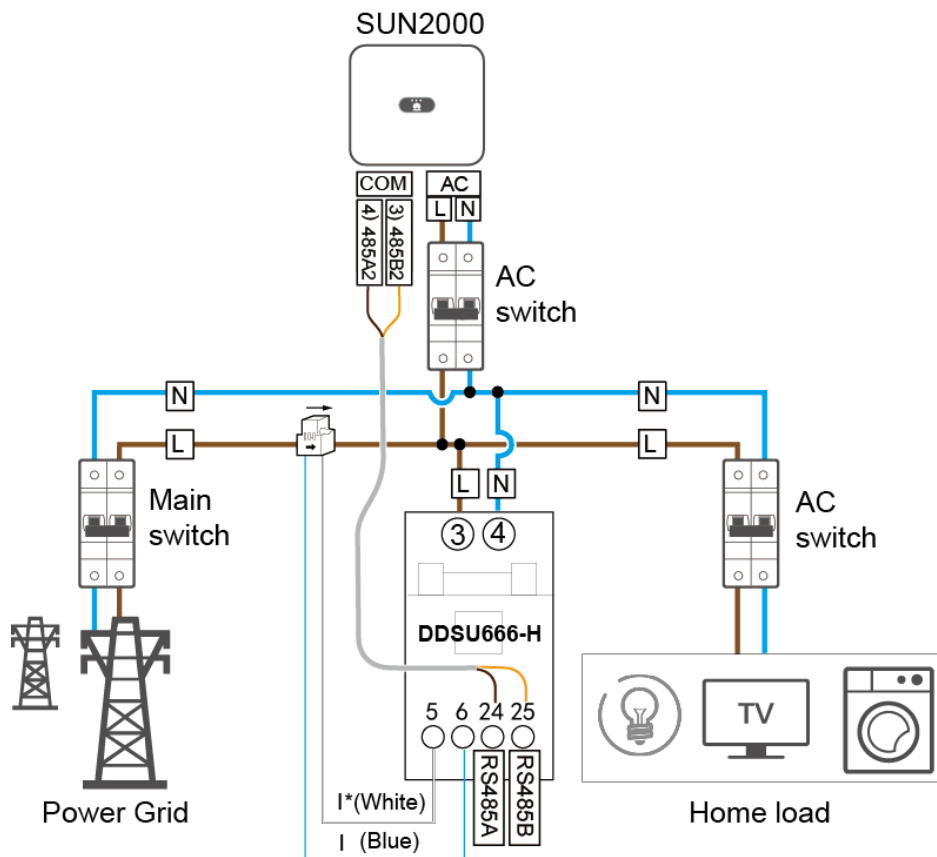 SUN2000
COM
AC
4) 485A2
3) 485B2
L
N
AC
switch
N
N
L
L
Main
switch
L
N
AC
switch
3
4
DDSU666-H
TV
5
6
24
25
RS485A
RS485B
I*(White)
I (Blue)
Power Grid
Home load